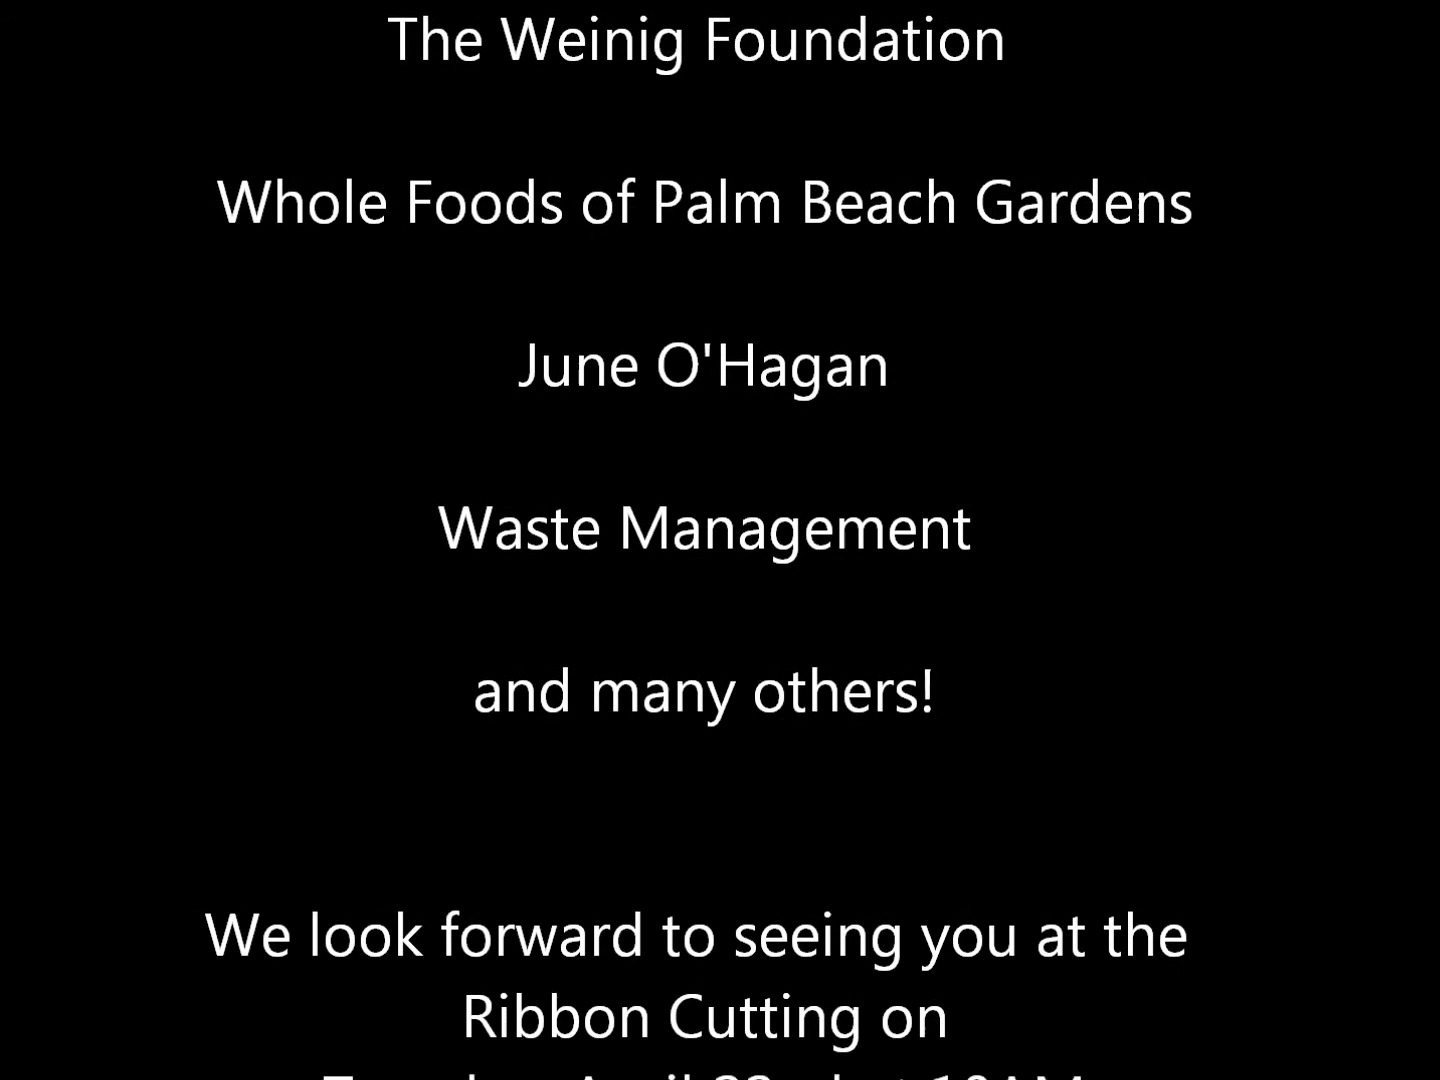 The Weinig Foundation
Whole Foods of Palm Beach Gardens
June O'Hagan
Waste Management
and many others!
We look forward to seeing you at the
Ribbon Cutting on